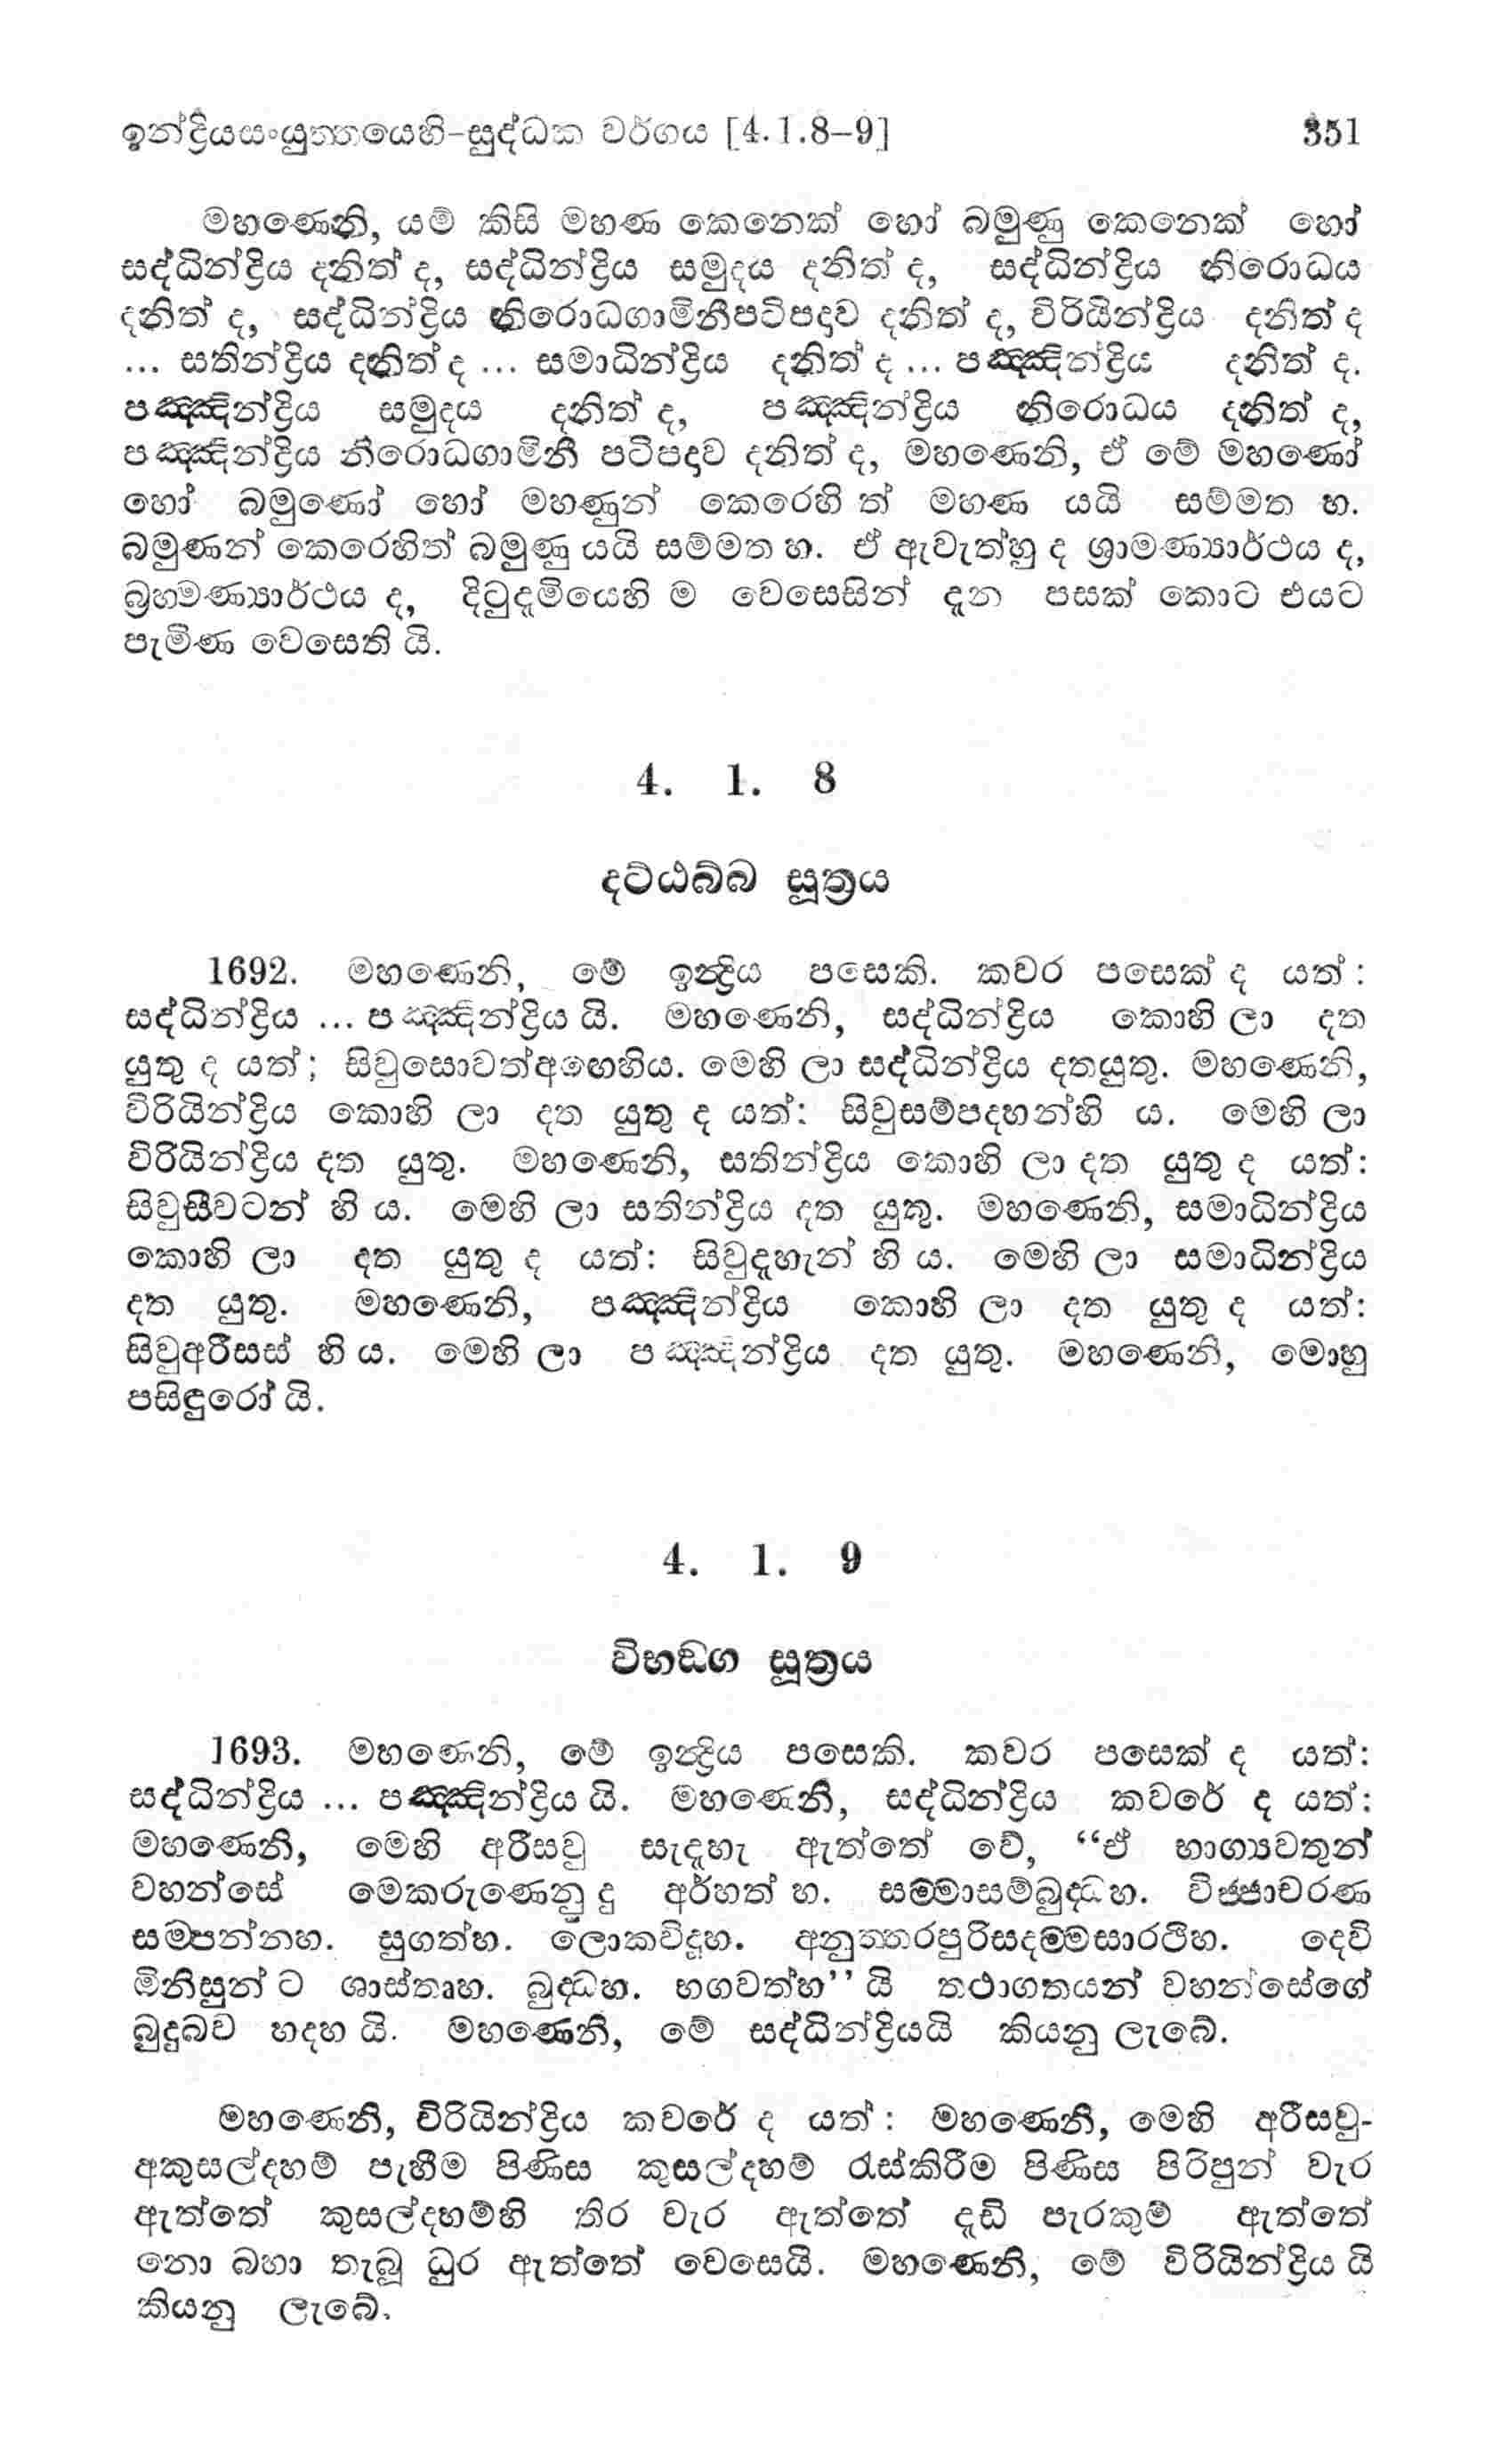 ඉන්ද්‍රියසංයුත්තයෙහි-සුද්ධක වර්ගය [4.1.8-9] 351
මහණෙනි, යම් කිසි මහණ කෙනෙක් හෝ බමුණු කෙනෙක් හෝ
සද්ධින්ද්‍රිය දනිත් ද, සද්ධින්ද්‍රිය සමුදය දනිත් ද, සද්ධින්ද්‍රිය නිරොධය
දනිත් ද, සද්ධින්ද්‍රිය නිරොධගාමිනීපටිපදාව දනිත් ද, විරියින්ද්‍රිය දනිත් ද
... සතින්ද්‍රිය දනිත් ද ... සමාධින්ද්‍රිය දනිත් ද ... පඤ්ඤින්ද්‍රිය දනිත් ද.
පඤ්ඤින්ද්‍රිය සමුදය දනිත් ද, පඤ්ඤින්ද්‍රිය නිරොධය දනිත් ද,
පඤ්ඤින්ද්‍රිය නිරොධගාමිනී පටිපදාව දනිත් ද, මහණෙනි, ඒ මේ මහණෝ
හෝ බමුණෝ හෝ මහණුන් කෙරෙහි ත් මහණ යයි සම්මත හ.
බමුණන් කෙරෙහිත් බමුණු යයි සම්මත හ. ඒ ඇවැත්හු ද ශ්‍රාමණ්‍යාර්ථය ද,
බ්‍රහමණ්‍යාර්ථය ද, දිටුදැමියෙහි ම වෙසෙසින් දැන පසක් කොට එයට
පැමිණ වෙසෙති යි.
4. 1. 8
දට්ඨබ්බ සූත්‍රය
1692. මහණෙනි, මේ ඉන්ද්‍රිය පසෙකි. කවර පසෙක් ද යත්:
සද්ධින්ද්‍රිය ... පඤ්ඤින්ද්‍රිය යි. මහණෙනි, සද්ධින්ද්‍රිය කොහි ලා දත
යුතු ද යත්; සිවුසොවත්අඟෙහිය. මෙහි ලා සද්ධින්ද්‍රිය දතයුතු. මහණෙනි,
විරියින්ද්‍රිය කොහි ලා දත යුතු ද යත්: සිවුසම්පදහන්හි ය. මෙහි ලා
විරියින්ද්‍රිය දත යුතු. මහණෙනි, සතින්ද්‍රිය කොහි ලා දත යුතු ද යත්:
සිවුසීවටන් හි ය. මෙහි ලා සතින්ද්‍රිය දත යුතු. මහණෙනි, සමාධින්ද්‍රිය
කොහි ලා දත යුතු ද යත්: සිවුදැහැන් හි ය. මෙහි ලා සමාධින්ද්‍රිය
දත යුතු. මහණෙනි, පඤ්ඤින්ද්‍රිය කොහි ලා දත යුතු ද යත්:
සිවුඅරීසස් හි ය. මෙහි ලා පඤ්ඤින්ද්‍රිය දත යුතු. මහණෙනි, මොහු
පසිඳුරෝ යි.
4. 1. 9
විභඞග සූත්‍රය
1693. මහණෙනි, මේ ඉන්ද්‍රිය පසෙකි. කවර පසෙක් ද යත්:
සද්ධින්ද්‍රිය ... පඤ්ඤින්ද්‍රිය යි. මහණෙනි, සද්ධින්ද්‍රිය කවරේ ද යත්:
මහණෙනි, මෙහි අරීසවු සැදැහැ ඇත්තේ වේ, “ඒ භාග්‍යවතුන්
වහන්සේ මෙකරුණෙනු දු අර්හත් හ. සම්මාසම්බුද්ධ හ. විජ්ජාචරණ
සම්පන්නහ. සුගත්හ. ලොකවිදූහ. අනුත්තරපුරිසදම්මසාරථිහ. දෙවි
මිනිසුන් ට ශාස්තෘහ. බුද්ධහ. භගවත්හ” යි තථාගතයන් වහන්සේගේ
බුදුබව හදහ යි. මහණෙනි, මේ සද්ධින්ද්‍රියයි කියනු ලැබේ.
මහණෙනි, විරියින්ද්‍රිය කවරේ ද යත්: මහණෙනි, මෙහි අරීසවු-
අකුසල්දහම් පැහීම පිණිස කුසල්දහම් රැස්කිරීම පිණිස පිරිපුන් වැර
ඇත්තේ කුසල්දහම්හි තිර වැර ඇත්තේ දැඩි පැරකුම් ඇත්තේ
නො බහා තැබූ ධුර ඇත්තේ වෙසෙයි. මහණෙනි, මේ විරියින්ද්‍රිය යි
කියනු ලැබේ.